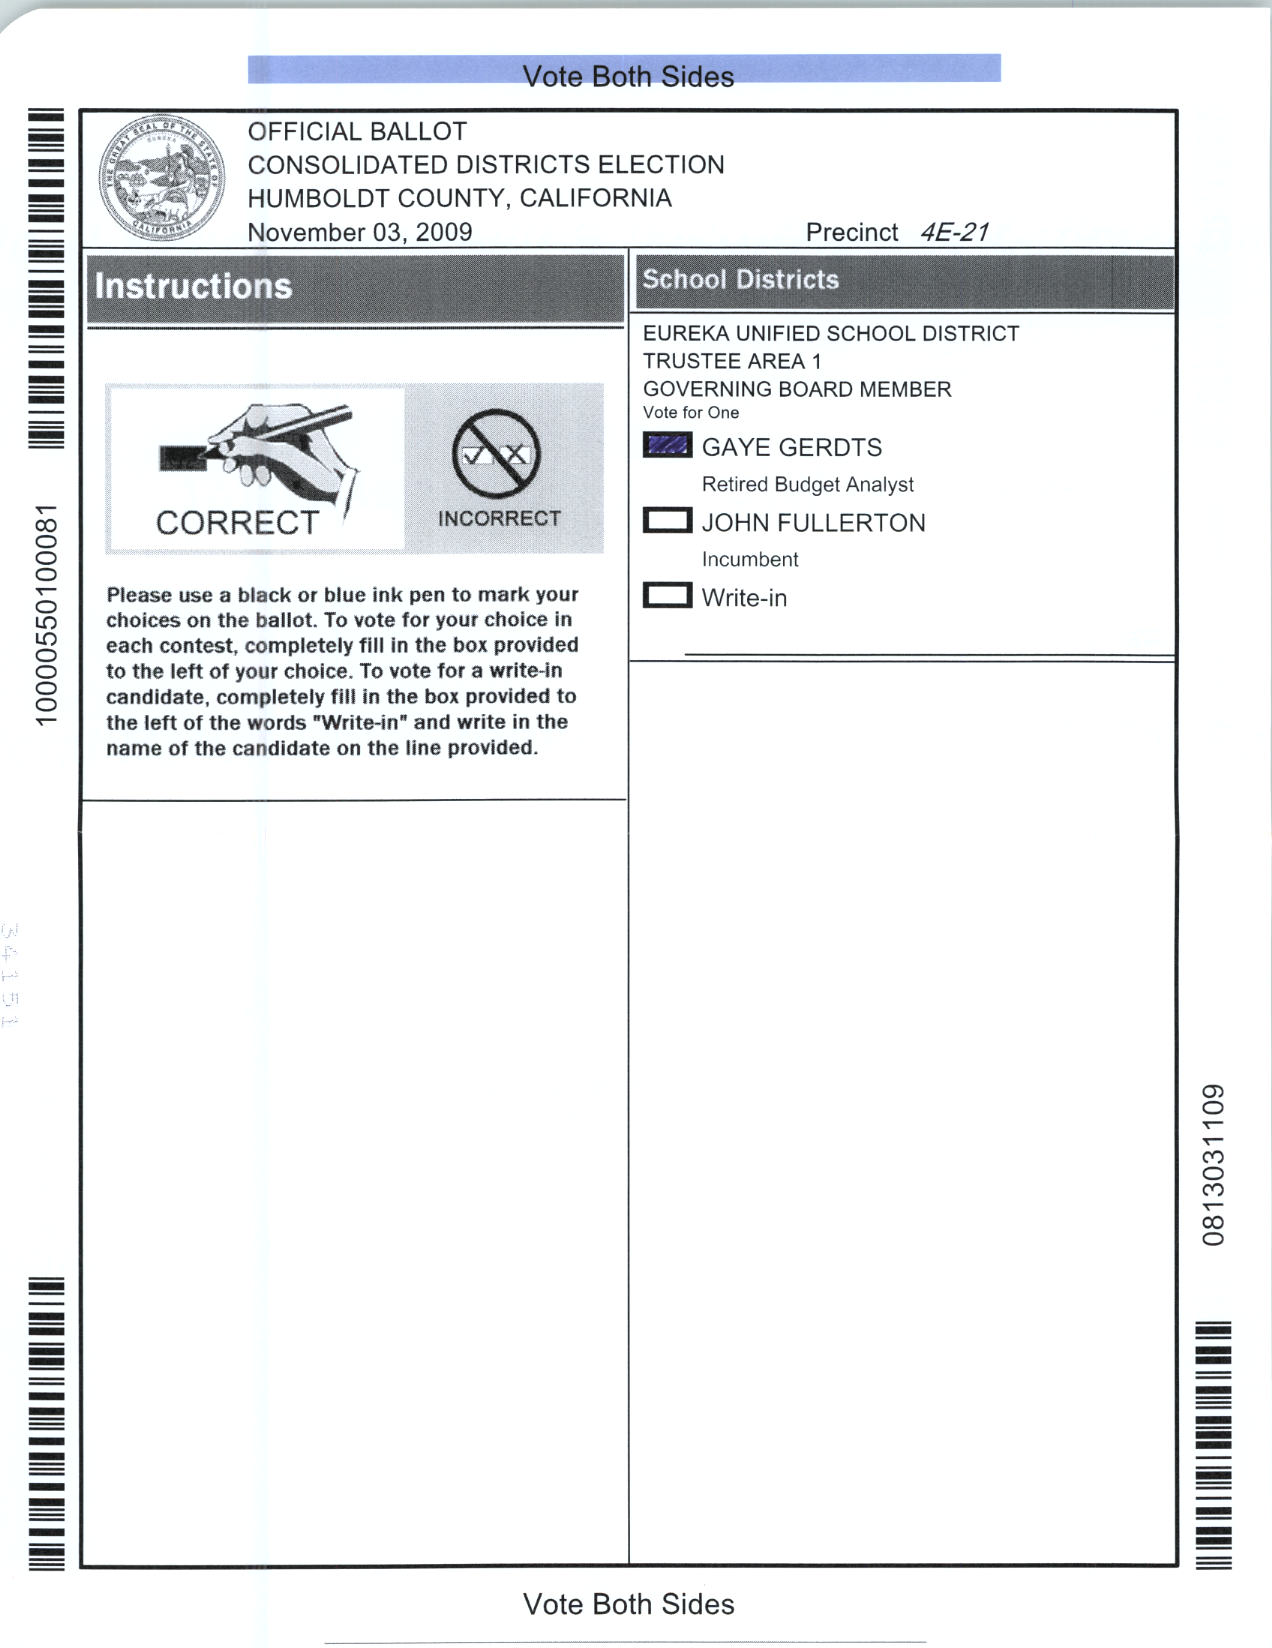 Vote Both Sides
OFFICIAL BALLOT
CONSOLIDATED DISTRICTS ELECTION
HUMBOLDT COUNTY, CALIFORNIA
November 03, 2009
Precinct 4E-21
THE GREAT SEAL OF THE STATE OF CALIFORNIA
EUREKA
Instructions
CORRECT
INCORRECT
Please use a black or blue ink pen to mark your
choices on the ballot. To vote for your choice in
each contest, completely fill in the box provided
to the left of your choice. To vote for a write-in
candidate, completely fill in the box provided to
the left of the words "Write-in" and write in the
name of the candidate on the line provided.
School Districts
EUREKA UNIFIED SCHOOL DISTRICT
TRUSTEE AREA 1
GOVERNING BOARD MEMBER
Vote for One
GAYE GERDTS
Retired Budget Analyst
JOHN FULLERTON
Incumbent
Write-in
10000550100081
34151
0813031109
Vote Both Sides